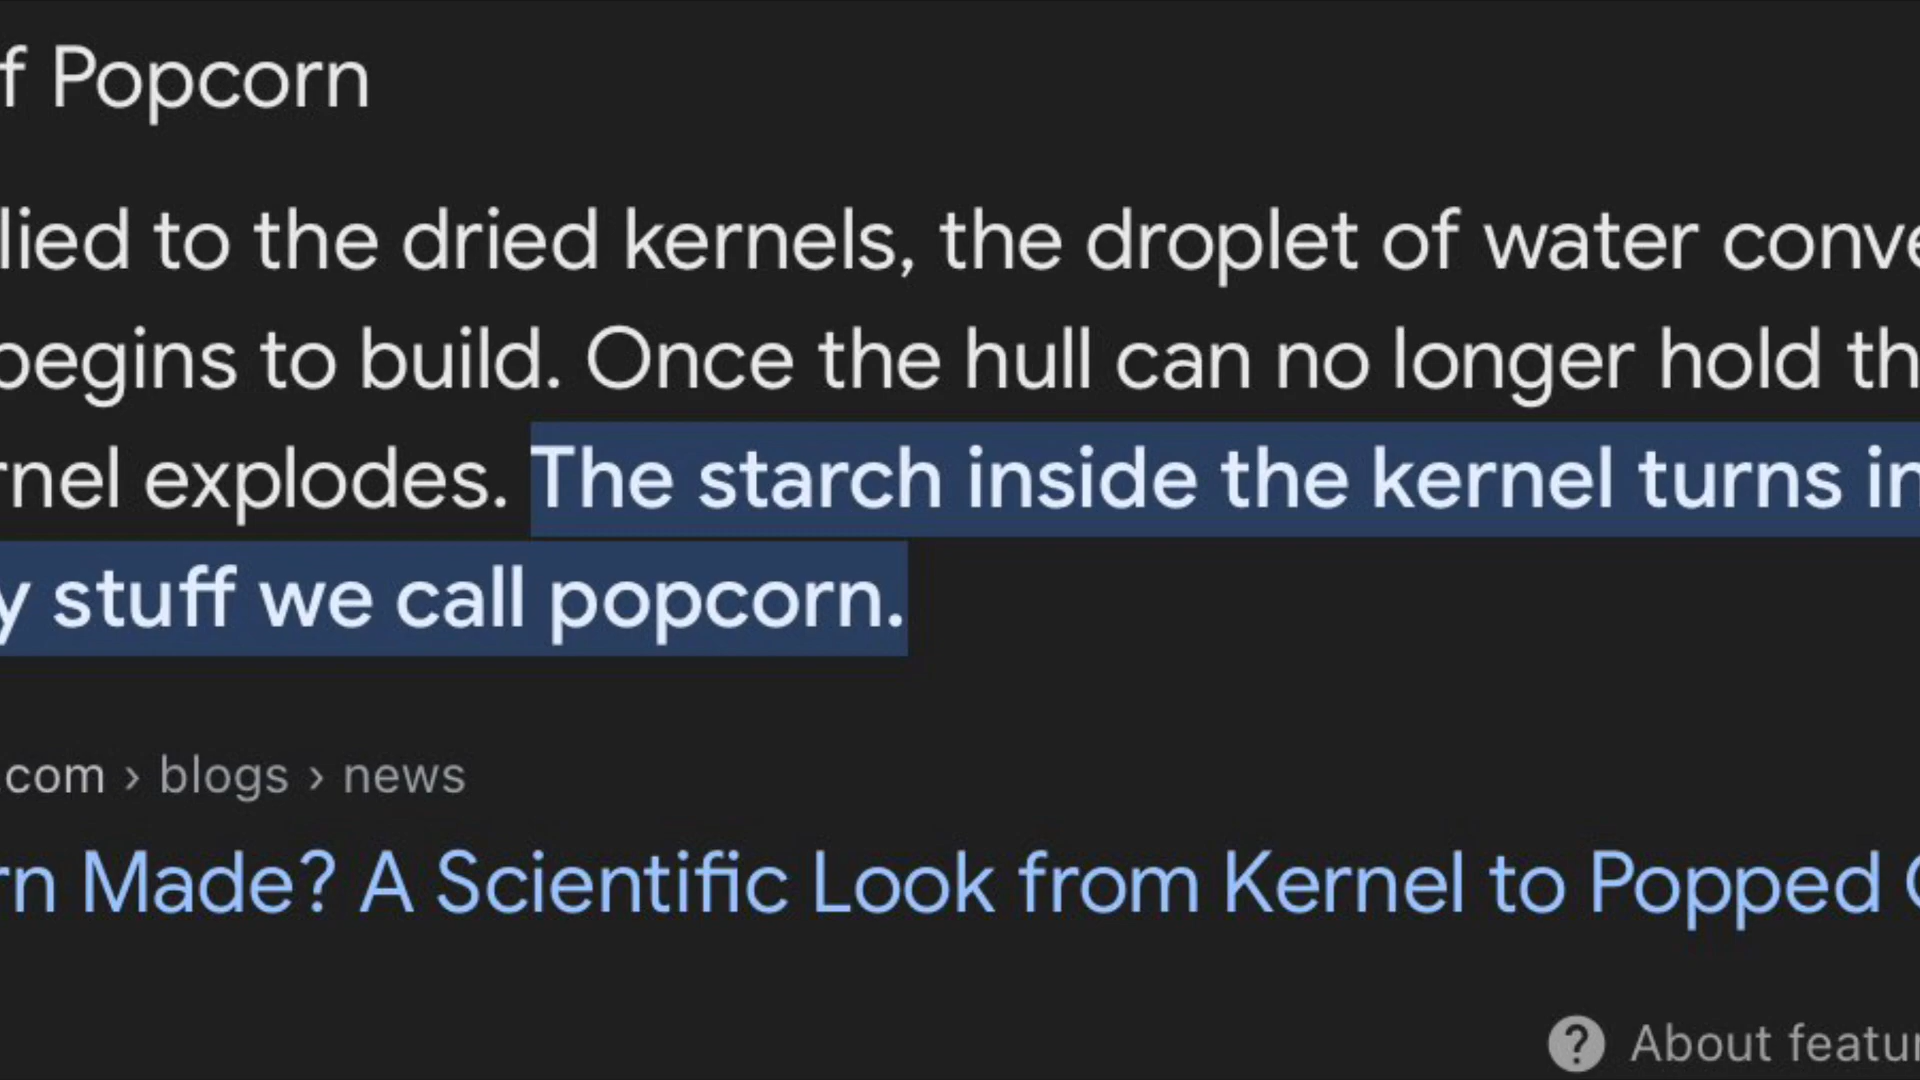 f Popcorn
lied to the dried kernels, the droplet of water conve
begins to build. Once the hull can no longer hold th
rnel explodes. The starch inside the kernel turns in
y stuff we call popcorn.
.com › blogs › news
rn Made? A Scientific Look from Kernel to Popped C
About featur